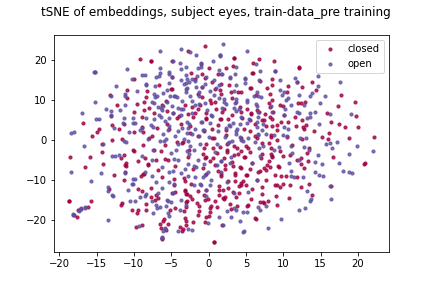 tSNE of embeddings, subject eyes, train-data_pre training
closed
open
20
10
0
−10
−20
−20 −15 −10 −5 0 5 10 15 20